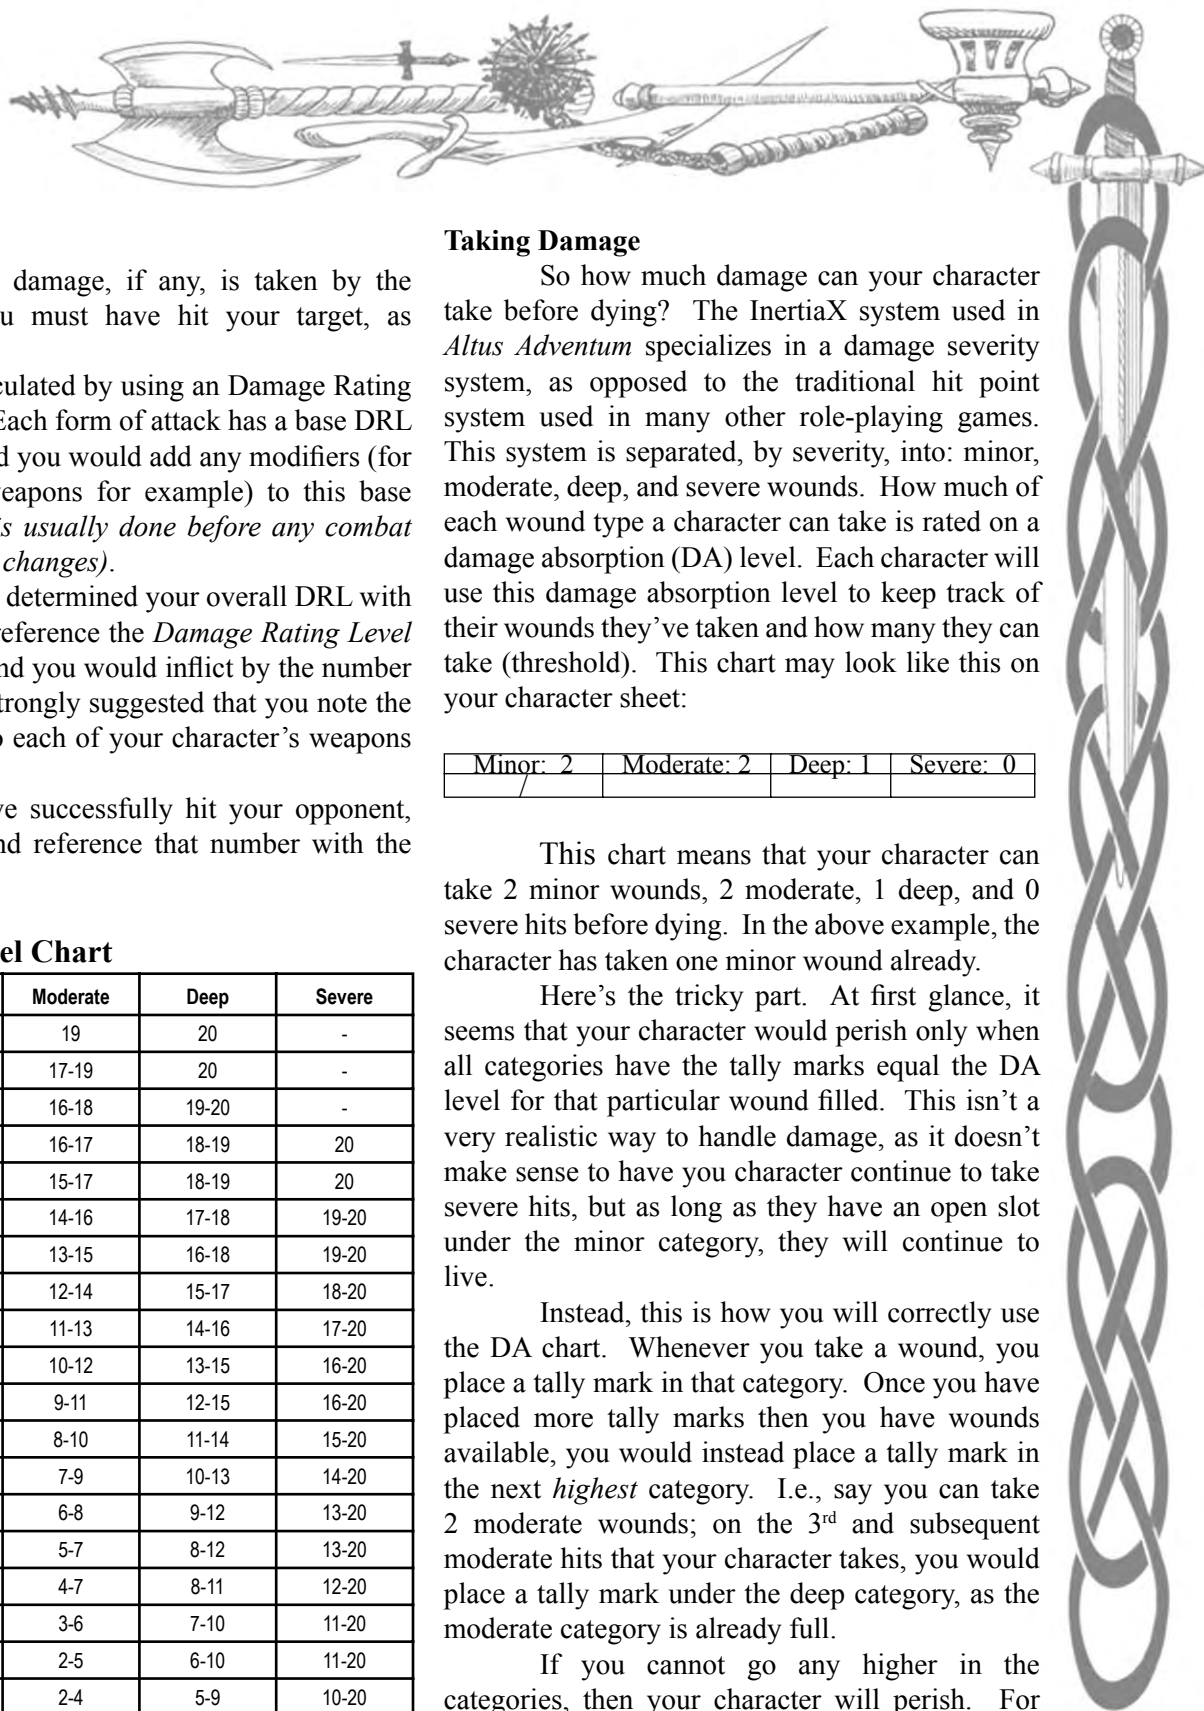 damage, if any, is taken by the
u must have hit your target, as
culated by using an Damage Rating
Each form of attack has a base DRL
d you would add any modifiers (for
weapons for example) to this base
is usually done before any combat
changes).
determined your overall DRL with
reference the Damage Rating Level
nd you would inflict by the number
trongly suggested that you note the
o each of your character's weapons
ve successfully hit your opponent,
nd reference that number with the
el Chart
Moderate Deep Severe
19 20 -
17-19 20 -
16-18 19-20 -
16-17 18-19 20
15-17 18-19 20
14-16 17-18 19-20
13-15 16-18 19-20
12-14 15-17 18-20
11-13 14-16 17-20
10-12 13-15 16-20
9-11 12-15 16-20
8-10 11-14 15-20
7-9 10-13 14-20
6-8 9-12 13-20
5-7 8-12 13-20
4-7 8-11 12-20
3-6 7-10 11-20
2-5 6-10 11-20
2-4 5-9 10-20
Taking Damage
So how much damage can your character
take before dying? The InertiaX system used in
Altus Adventum specializes in a damage severity
system, as opposed to the traditional hit point
system used in many other role-playing games.
This system is separated, by severity, into: minor,
moderate, deep, and severe wounds. How much of
each wound type a character can take is rated on a
damage absorption (DA) level. Each character will
use this damage absorption level to keep track of
their wounds they've taken and how many they can
take (threshold). This chart may look like this on
your character sheet:
Minor: 2 Moderate: 2 Deep: 1 Severe: 0
/
This chart means that your character can
take 2 minor wounds, 2 moderate, 1 deep, and 0
severe hits before dying. In the above example, the
character has taken one minor wound already.
Here's the tricky part. At first glance, it
seems that your character would perish only when
all categories have the tally marks equal the DA
level for that particular wound filled. This isn't a
very realistic way to handle damage, as it doesn't
make sense to have you character continue to take
severe hits, but as long as they have an open slot
under the minor category, they will continue to
live.
Instead, this is how you will correctly use
the DA chart. Whenever you take a wound, you
place a tally mark in that category. Once you have
placed more tally marks then you have wounds
available, you would instead place a tally mark in
the next highest category. I.e., say you can take
2 moderate wounds; on the 3rd and subsequent
moderate hits that your character takes, you would
place a tally mark under the deep category, as the
moderate category is already full.
If you cannot go any higher in the
categories, then your character will perish. For